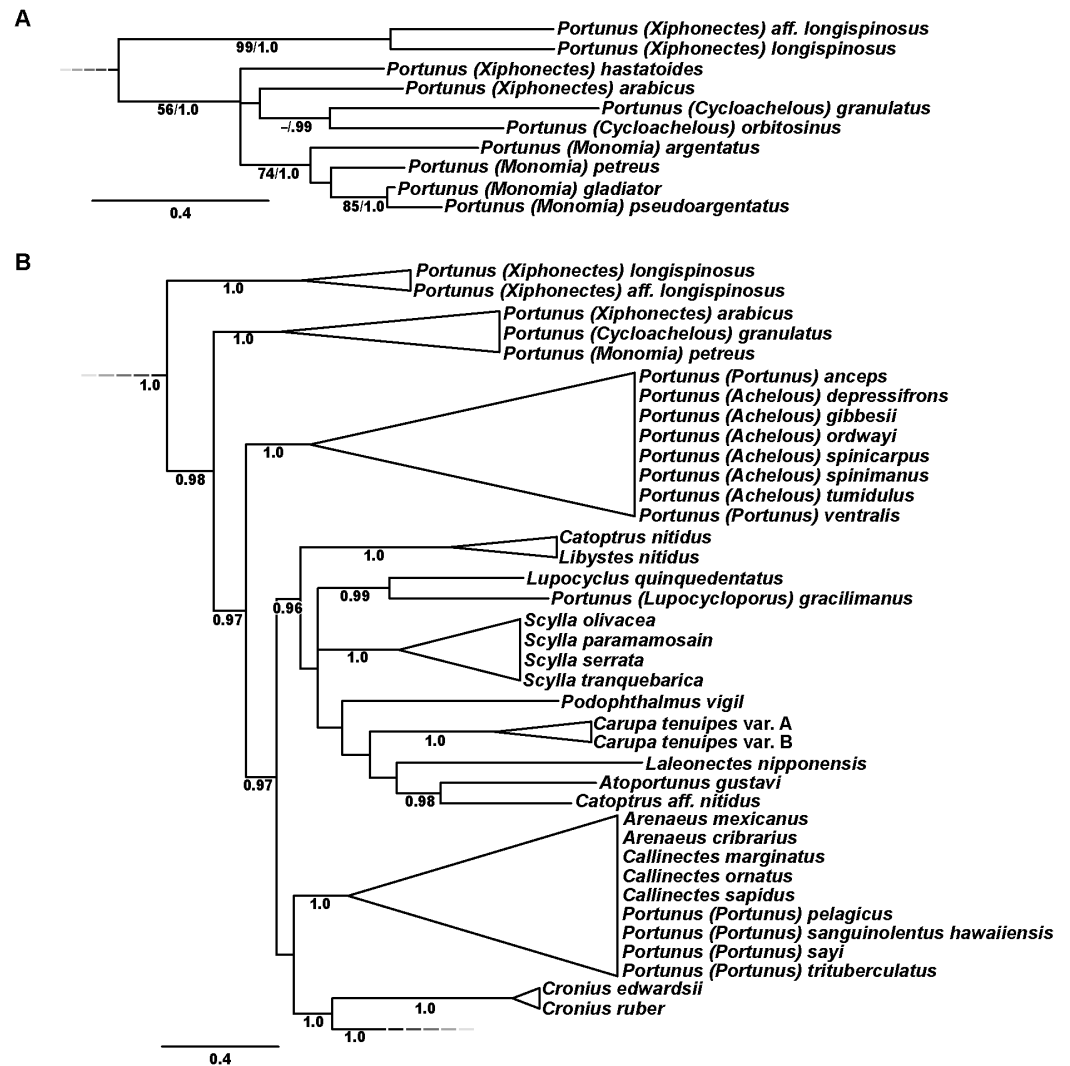 A
Portunus (Xiphonectes) aff. longispinosus
99/1.0
Portunus (Xiphonectes) longispinosus
Portunus (Xiphonectes) hastatoides
Portunus (Xiphonectes) arabicus
56/1.0
Portunus (Cycloachelous) granulatus
–/.99
Portunus (Cycloachelous) orbitosinus
Portunus (Monomia) argentatus
74/1.0
Portunus (Monomia) petreus
Portunus (Monomia) gladiator
85/1.0
Portunus (Monomia) pseudoargentatus
0.4
B
Portunus (Xiphonectes) longispinosus
1.0
Portunus (Xiphonectes) aff. longispinosus
Portunus (Xiphonectes) arabicus
Portunus (Cycloachelous) granulatus
1.0
Portunus (Monomia) petreus
1.0
Portunus (Portunus) anceps
Portunus (Achelous) depressifrons
Portunus (Achelous) gibbesii
Portunus (Achelous) ordwayi
1.0
Portunus (Achelous) spinicarpus
0.98
Portunus (Achelous) spinimanus
Portunus (Achelous) tumidulus
Portunus (Portunus) ventralis
Catoptrus nitidus
1.0
Libystes nitidus
Lupocyclus quinquedentatus
0.99
Portunus (Lupocycloporus) gracilimanus
0.96
0.97
Scylla olivacea
Scylla paramamosain
1.0
Scylla serrata
Scylla tranquebarica
Podophthalmus vigil
Carupa tenuipes var. A
1.0
Carupa tenuipes var. B
Laleonectes nipponensis
0.97
Atoportunus gustavi
0.98
Catoptrus aff. nitidus
Arenaeus mexicanus
Arenaeus cribrarius
Callinectes marginatus
Callinectes ornatus
Callinectes sapidus
1.0
Portunus (Portunus) pelagicus
Portunus (Portunus) sanguinolentus hawaiiensis
Portunus (Portunus) sayi
Portunus (Portunus) trituberculatus
Cronius edwardsii
1.0
Cronius ruber
1.0
1.0
0.4